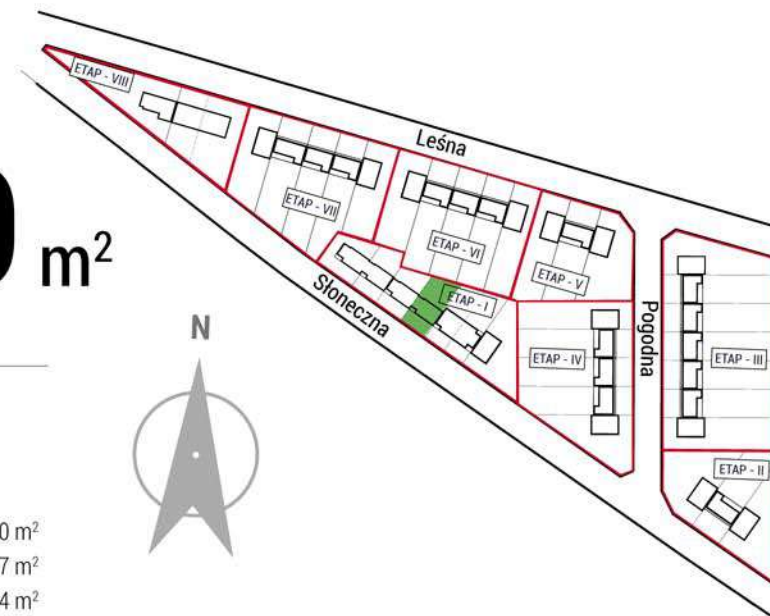 ETAP - VIII
Leśna
ETAP - VII
ETAP - VI
ETAP - V
m²
Słoneczna
ETAP - I
Pogodna
N
ETAP - IV
ETAP - III
ETAP - II
0 m²
7 m²
4 m²